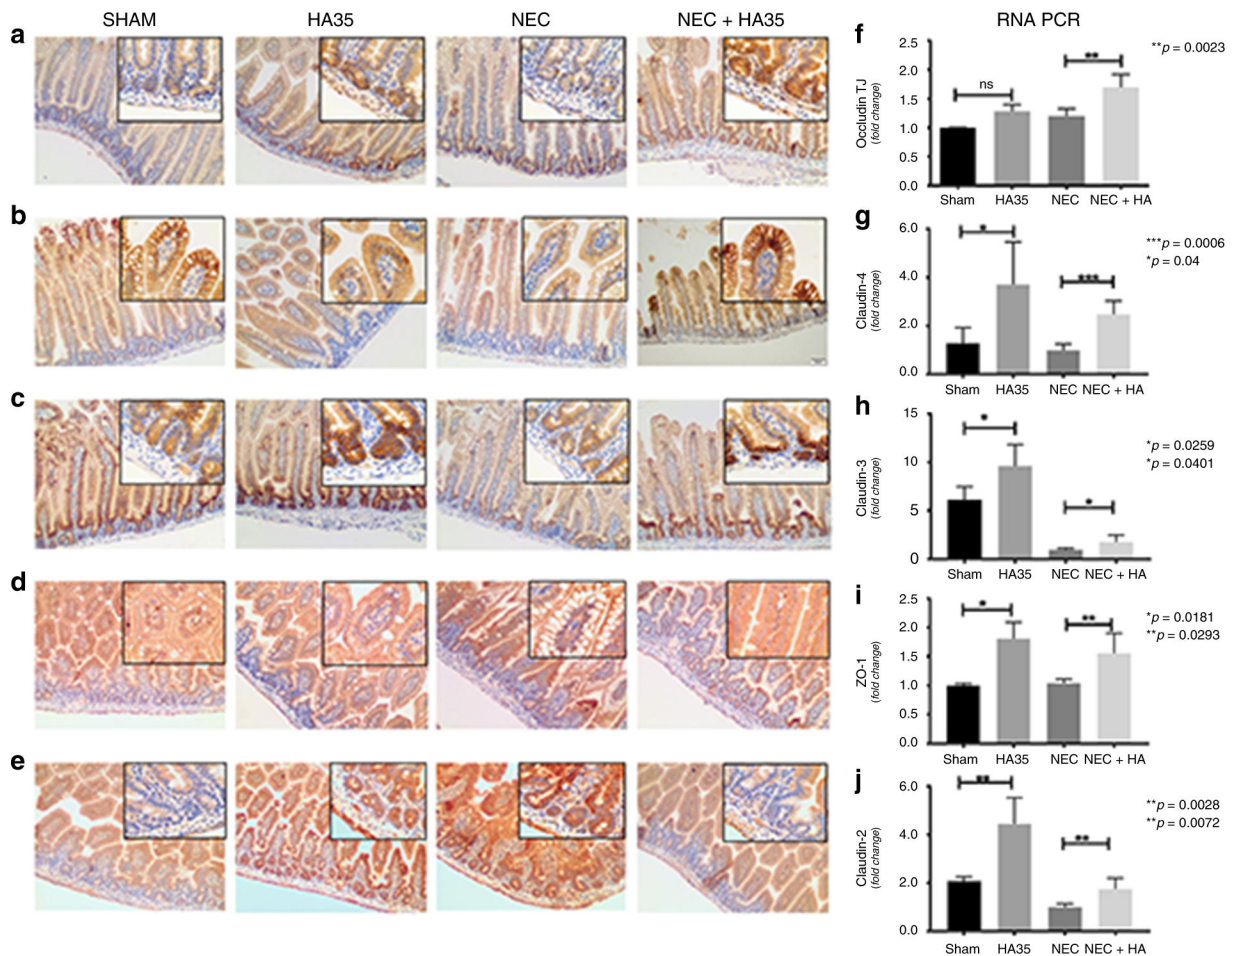 SHAM HA35 NEC NEC + HA35 RNA PCR
a
b
c
d
e
f
2.5
2.0
1.5
1.0
0.5
0.0
Occludin TJ
(fold change)
ns
**
**p = 0.0023
Sham HA35 NEC NEC + HA
g
6.0
4.0
2.0
0.0
Claudin-4
(fold change)
*
***
***p = 0.0006
*p = 0.04
Sham HA35 NEC NEC + HA
h
15
10
5
0
Claudin-3
(fold change)
*
*
*p = 0.0259
*p = 0.0401
Sham HA35 NEC NEC + HA
i
2.5
2.0
1.5
1.0
0.5
0.0
ZO-1
(fold change)
*
**
*p = 0.0181
**p = 0.0293
Sham HA35 NEC NEC + HA
j
6.0
4.0
2.0
0.0
Claudin-2
(fold change)
**
**
**p = 0.0028
**p = 0.0072
Sham HA35 NEC NEC + HA